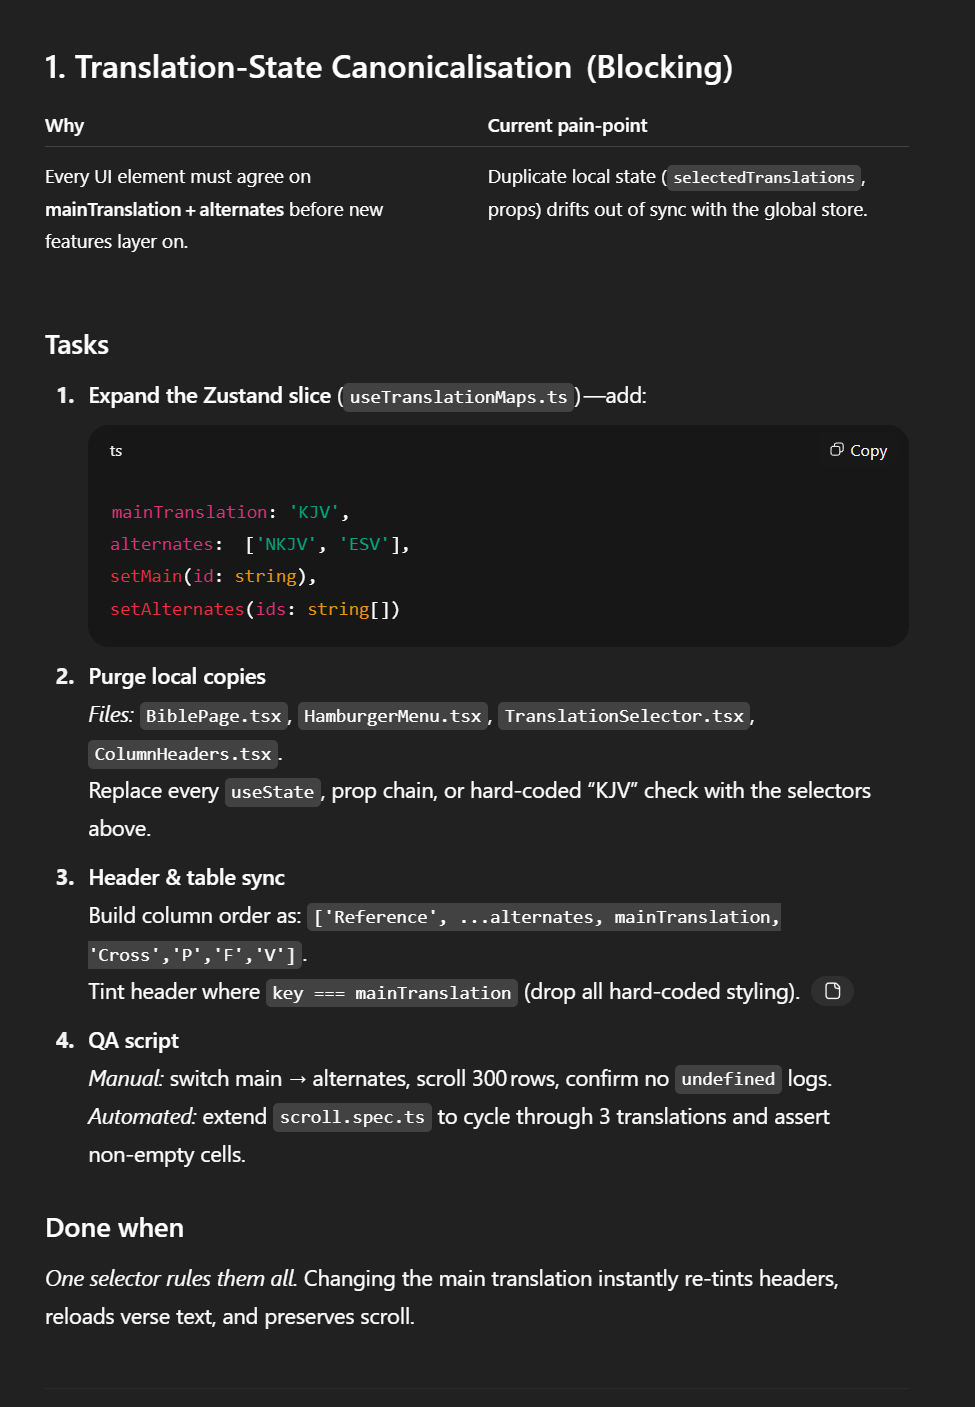 1. Translation-State Canonicalisation (Blocking)
Why
Current pain-point
Every UI element must agree on
mainTranslation + alternates before new
features layer on.
Duplicate local state ( selectedTranslations ,
props) drifts out of sync with the global store.
Tasks
1. Expand the Zustand slice ( useTranslationMaps.ts )—add:
ts
Copy
mainTranslation: 'KJV',
alternates:  ['NKJV', 'ESV'],
setMain(id: string),
setAlternates(ids: string[])
2. Purge local copies
Files: BiblePage.tsx , HamburgerMenu.tsx , TranslationSelector.tsx ,
ColumnHeaders.tsx .
Replace every useState , prop chain, or hard-coded “KJV” check with the selectors
above.
3. Header & table sync
Build column order as: ['Reference', ...alternates, mainTranslation,
'Cross','P','F','V'] .
Tint header where key === mainTranslation (drop all hard-coded styling).
4. QA script
Manual: switch main → alternates, scroll 300 rows, confirm no undefined logs.
Automated: extend scroll.spec.ts to cycle through 3 translations and assert
non-empty cells.
Done when
One selector rules them all. Changing the main translation instantly re-tints headers,
reloads verse text, and preserves scroll.